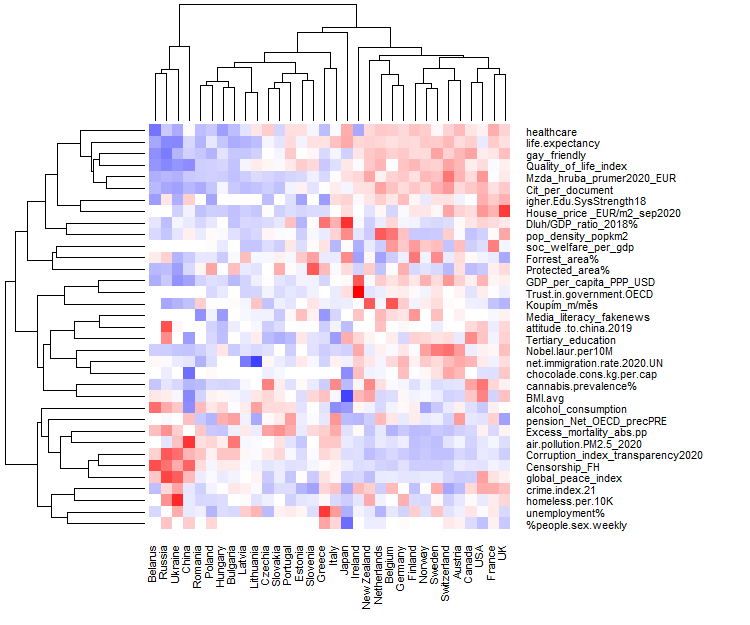 healthcare
life.expectancy
gay_friendly
Quality_of_life_index
Mzda_hruba_prumer2020_EUR
Cit_per_document
igher.Edu.SysStrength18
House_price _EUR/m2_sep2020
Dluh/GDP_ratio_2018%
pop_density_popkm2
soc_welfare_per_gdp
Forrest_area%
Protected_area%
GDP_per_capita_PPP_USD
Trust.in.government.OECD
Koupím_m/měs
Media_literacy_fakenews
attitude .to.china.2019
Tertiary_education
Nobel.laur.per10M
net.immigration.rate.2020.UN
chocolade.cons.kg.per.cap
cannabis.prevalence%
BMI.avg
alcohol_consumption
pension_Net_OECD_precPRE
Excess_mortality_abs.pp
air.pollution.PM2.5_2020
Corruption_index_transparency2020
Censorship_FH
global_peace_index
crime.index.21
homeless.per.10K
unemployment%
%people.sex.weekly
Belarus
Russia
Ukraine
China
Romania
Poland
Hungary
Bulgaria
Latvia
Lithuania
Czechia
Slovakia
Portugal
Estonia
Slovenia
Greece
Italy
Japan
Ireland
New Zealand
Netherlands
Belgium
Germany
Finland
Norway
Sweden
Switzerland
Austria
Canada
USA
France
UK